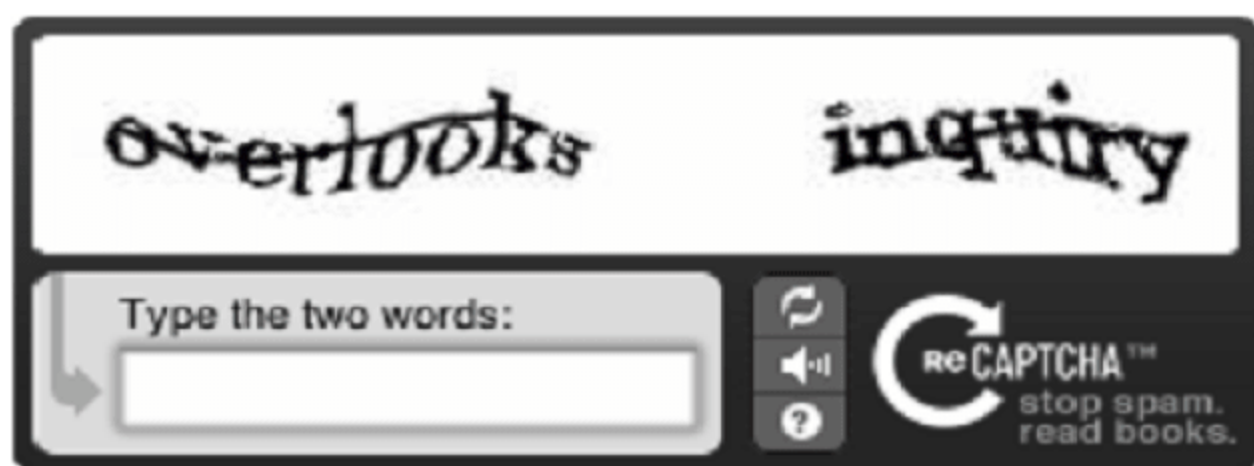 overlooks inquiry
Type the two words:
ReCAPTCHA™
stop spam.
read books.